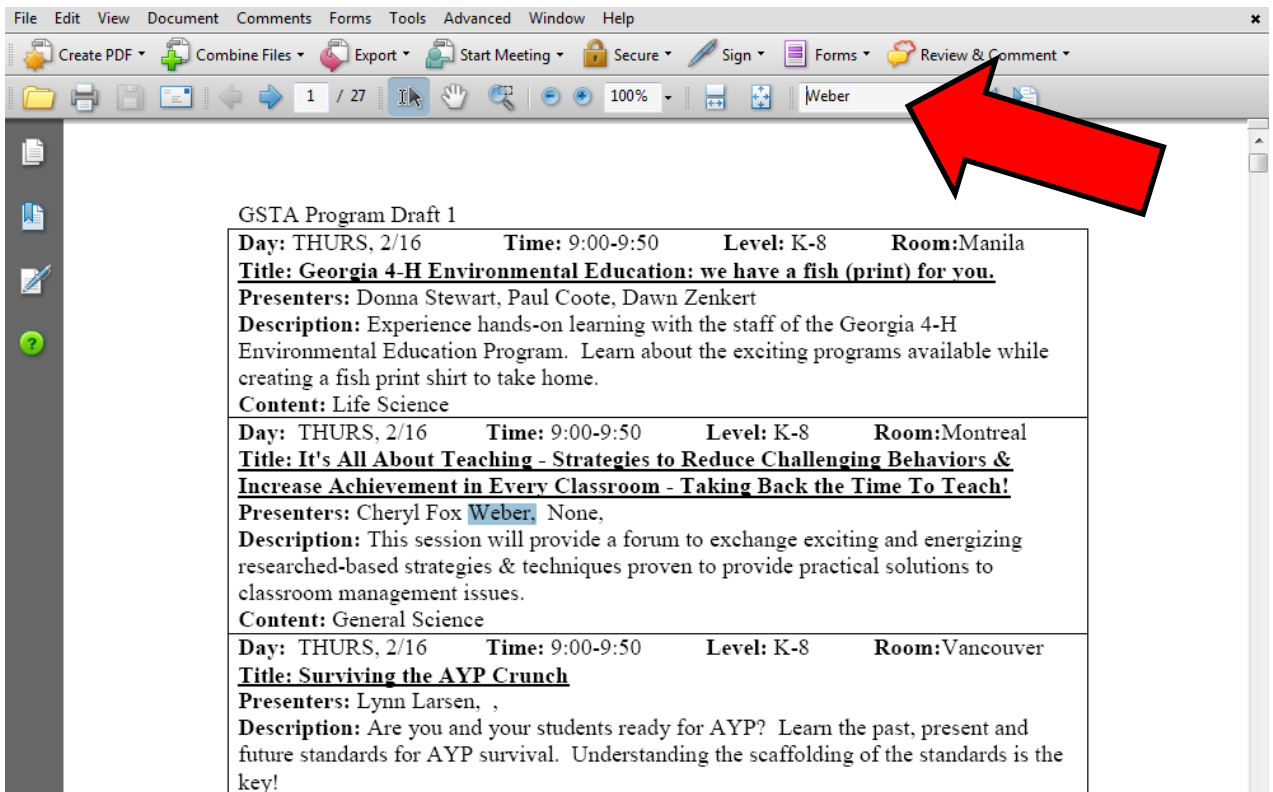 File Edit View Document Comments Forms Tools Advanced Window Help
Create PDF Combine Files Export Start Meeting Secure Sign Forms Review & Comment
1 / 27 100% Weber
GSTA Program Draft 1
Day: THURS, 2/16 Time: 9:00-9:50 Level: K-8 Room:Manila
Title: Georgia 4-H Environmental Education: we have a fish (print) for you.
Presenters: Donna Stewart, Paul Coote, Dawn Zenkert
Description: Experience hands-on learning with the staff of the Georgia 4-H
Environmental Education Program. Learn about the exciting programs available while
creating a fish print shirt to take home.
Content: Life Science
Day: THURS, 2/16 Time: 9:00-9:50 Level: K-8 Room:Montreal
Title: It's All About Teaching - Strategies to Reduce Challenging Behaviors &
Increase Achievement in Every Classroom - Taking Back the Time To Teach!
Presenters: Cheryl Fox Weber, None,
Description: This session will provide a forum to exchange exciting and energizing
researched-based strategies & techniques proven to provide practical solutions to
classroom management issues.
Content: General Science
Day: THURS, 2/16 Time: 9:00-9:50 Level: K-8 Room:Vancouver
Title: Surviving the AYP Crunch
Presenters: Lynn Larsen, ,
Description: Are you and your students ready for AYP? Learn the past, present and
future standards for AYP survival. Understanding the scaffolding of the standards is the
key!